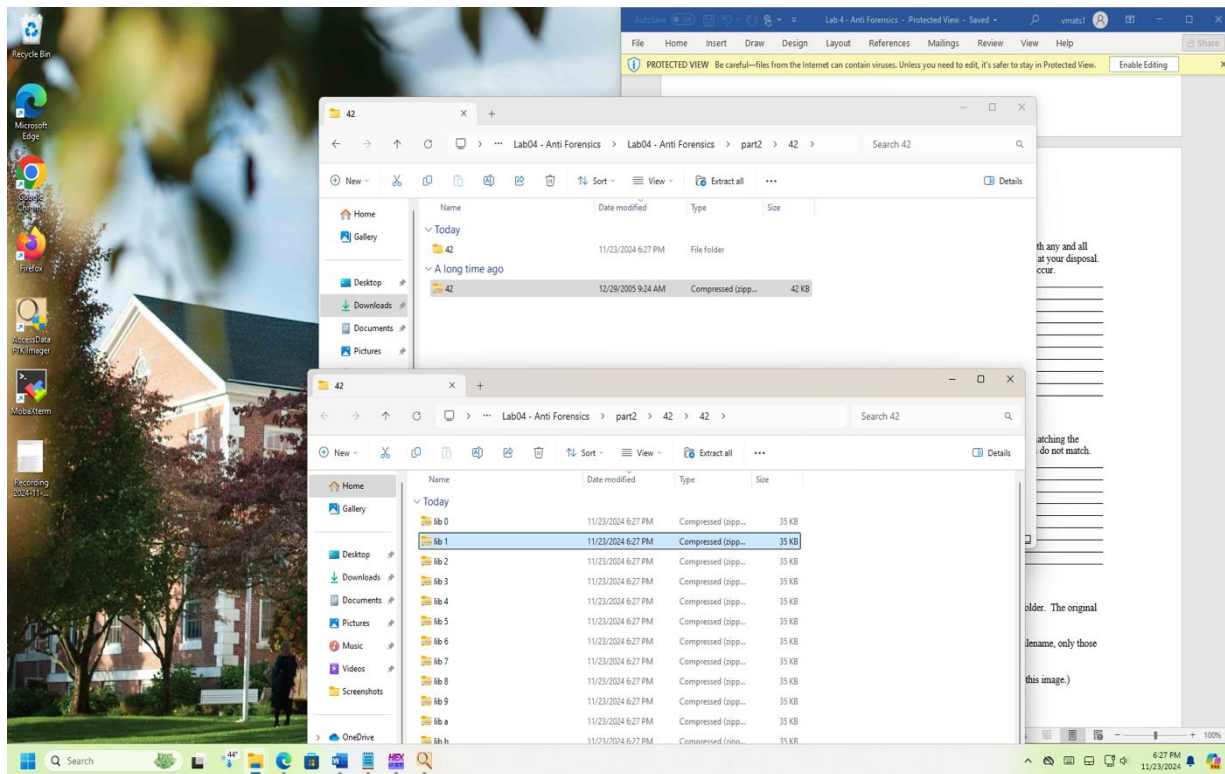 Recycle Bin
Microsoft
Edge
Google
Chrome
Firefox
AccessData
FTK Imager
MobaXterm
Recording
2024-11-...
AutoSave Off
Lab 4 - Anti Forensics - Protected View - Saved
vmats1
File Home Insert Draw Design Layout References Mailings Review View Help
Share
PROTECTED VIEW Be careful—files from the Internet can contain viruses. Unless you need to edit, it's safer to stay in Protected View. Enable Editing
th any and all
at your disposal.
ccur.
atching the
do not match.
older. The original
lename, only those
this image.)
100%
42
Lab04 - Anti Forensics > Lab04 - Anti Forensics > part2 > 42 >
Search 42
New Sort View Extract all ... Details
Home
Gallery
Desktop
Downloads
Documents
Pictures
Name Date modified Type Size
Today
42 11/23/2024 6:27 PM File folder
A long time ago
42 12/29/2005 9:24 AM Compressed (zipp... 42 KB
42
... Lab04 - Anti Forensics > part2 > 42 > 42 >
Search 42
New Sort View Extract all ... Details
Home
Gallery
Desktop
Downloads
Documents
Pictures
Music
Videos
Screenshots
OneDrive
Name Date modified Type Size
Today
lib 0 11/23/2024 6:27 PM Compressed (zipp... 35 KB
lib 1 11/23/2024 6:27 PM Compressed (zipp... 35 KB
lib 2 11/23/2024 6:27 PM Compressed (zipp... 35 KB
lib 3 11/23/2024 6:27 PM Compressed (zipp... 35 KB
lib 4 11/23/2024 6:27 PM Compressed (zipp... 35 KB
lib 5 11/23/2024 6:27 PM Compressed (zipp... 35 KB
lib 6 11/23/2024 6:27 PM Compressed (zipp... 35 KB
lib 7 11/23/2024 6:27 PM Compressed (zipp... 35 KB
lib 8 11/23/2024 6:27 PM Compressed (zipp... 35 KB
lib 9 11/23/2024 6:27 PM Compressed (zipp... 35 KB
lib a 11/23/2024 6:27 PM Compressed (zipp... 35 KB
lib b 11/23/2024 6:27 PM Compressed (zipp... 35 KB
Search
44°
HEX
6:27 PM
11/23/2024